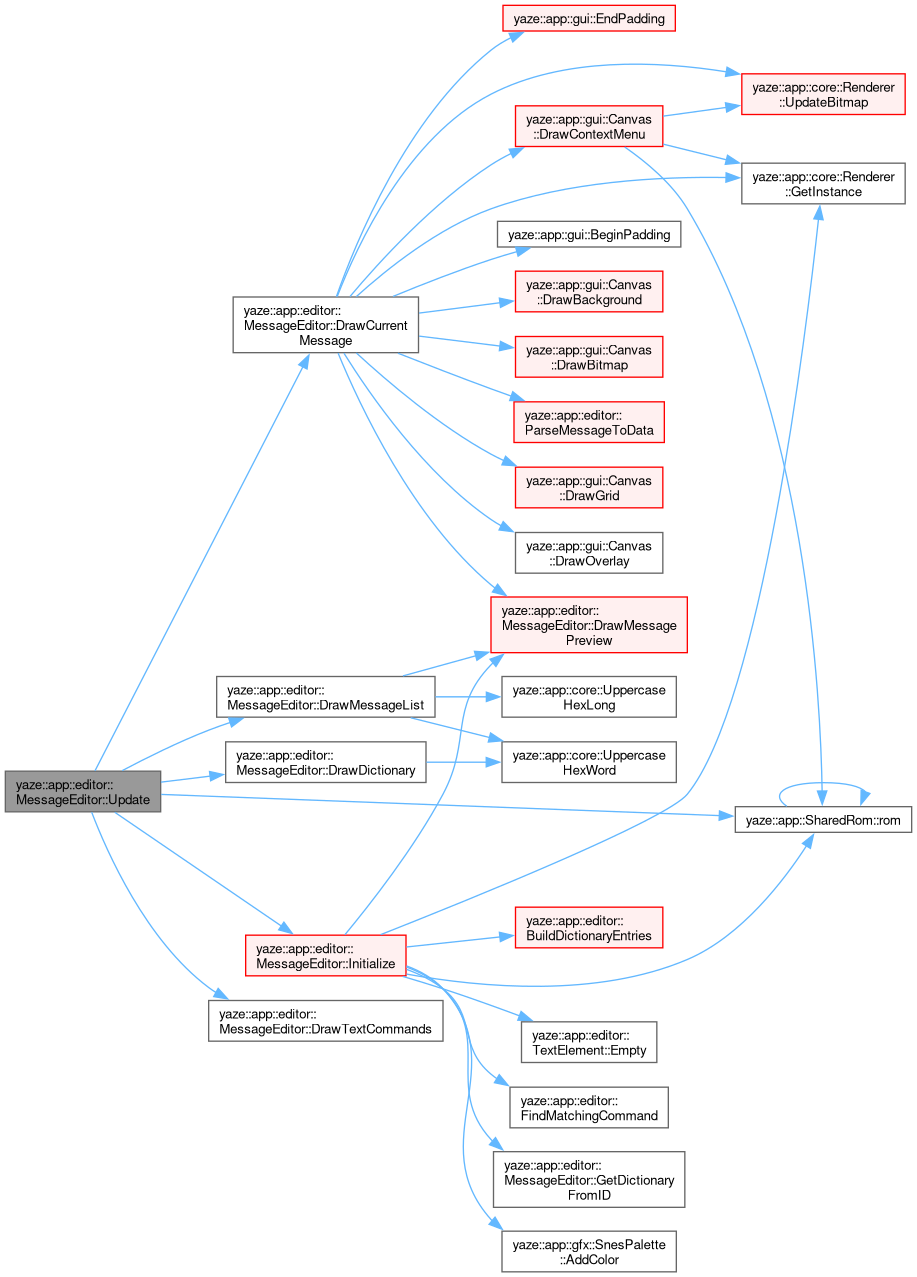 yaze::app::gui::EndPadding
yaze::app::core::Renderer
::UpdateBitmap
yaze::app::gui::Canvas
::DrawContextMenu
yaze::app::core::Renderer
::GetInstance
yaze::app::gui::BeginPadding
yaze::app::gui::Canvas
::DrawBackground
yaze::app::editor::
MessageEditor::DrawCurrent
Message
yaze::app::gui::Canvas
::DrawBitmap
yaze::app::editor::
ParseMessageToData
yaze::app::gui::Canvas
::DrawGrid
yaze::app::gui::Canvas
::DrawOverlay
yaze::app::editor::
MessageEditor::DrawMessage
Preview
yaze::app::editor::
MessageEditor::DrawMessageList
yaze::app::core::Uppercase
HexLong
yaze::app::editor::
MessageEditor::DrawDictionary
yaze::app::core::Uppercase
HexWord
yaze::app::editor::
MessageEditor::Update
yaze::app::SharedRom::rom
yaze::app::editor::
BuildDictionaryEntries
yaze::app::editor::
MessageEditor::Initialize
yaze::app::editor::
MessageEditor::DrawTextCommands
yaze::app::editor::
TextElement::Empty
yaze::app::editor::
FindMatchingCommand
yaze::app::editor::
MessageEditor::GetDictionary
FromID
yaze::app::gfx::SnesPalette
::AddColor